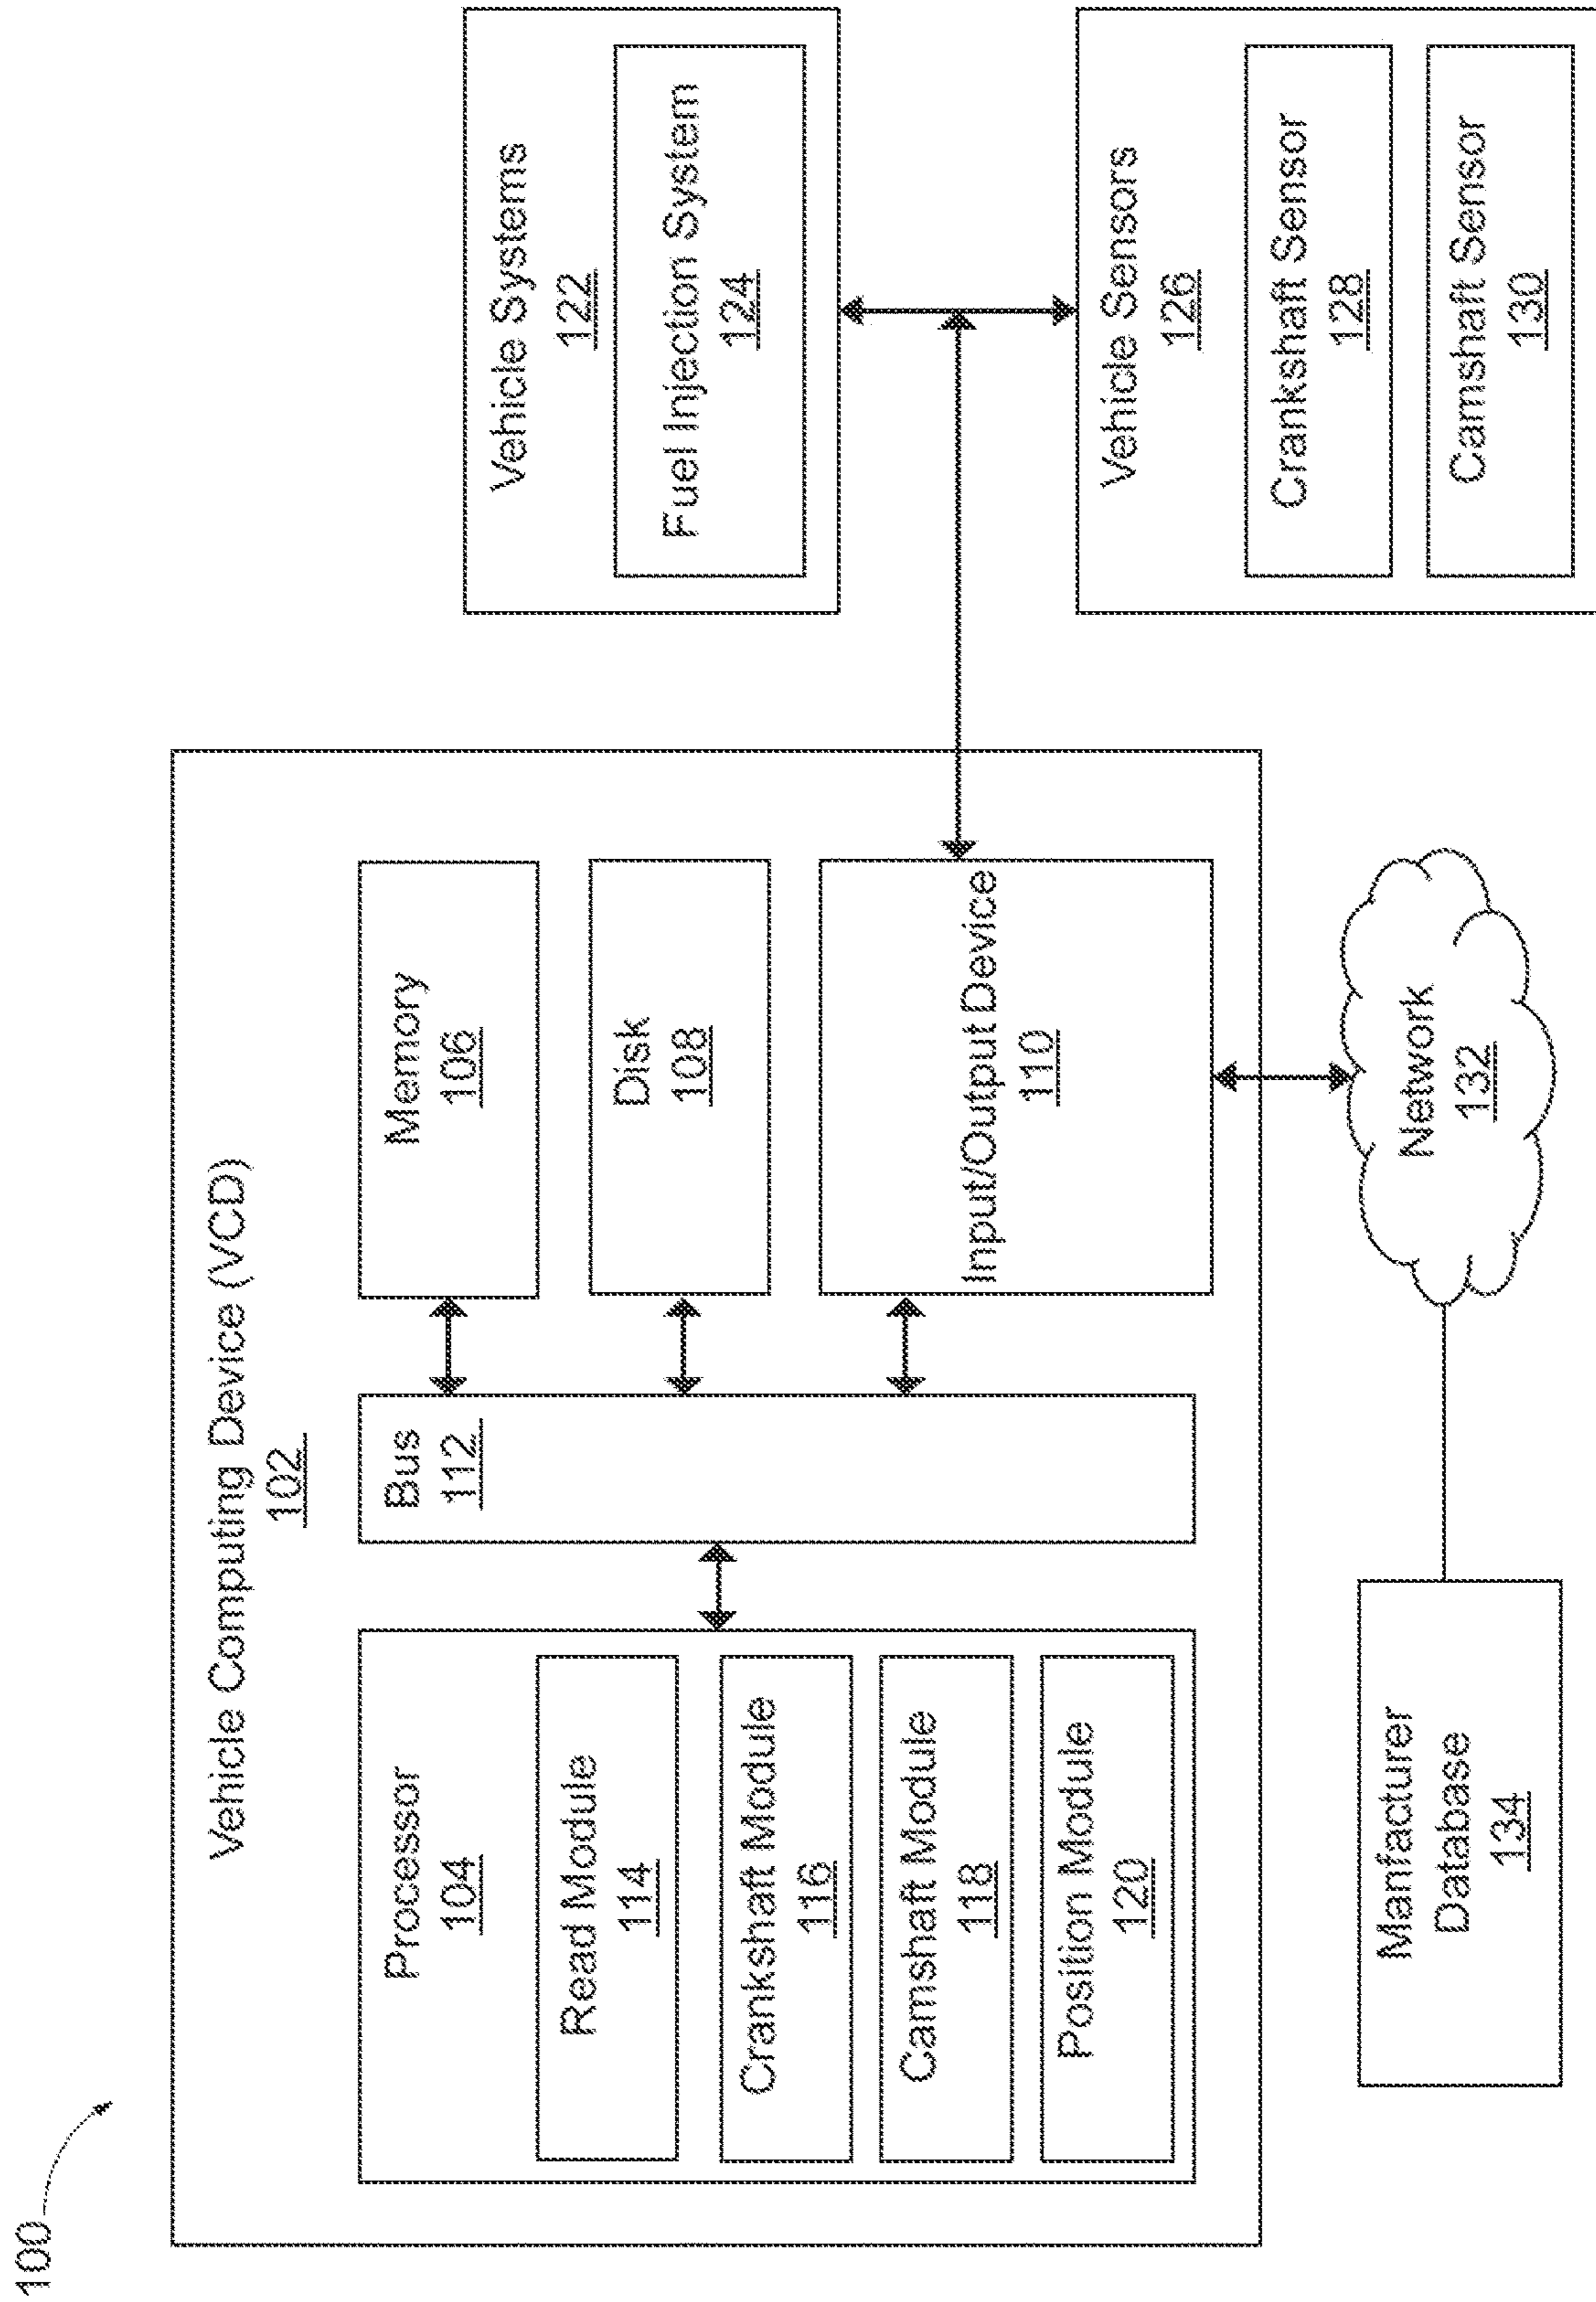 100
Vehicle Computing Device (VCD)
102
Processor
104
Read Module
114
Crankshaft Module
116
Camshaft Module
118
Position Module
120
Bus
112
Memory
106
Disk
108
Input/Output Device
110
Vehicle Systems
122
Fuel Injection System
124
Vehicle Sensors
126
Crankshaft Sensor
128
Camshaft Sensor
130
Manfacturer
Database
134
Network
132